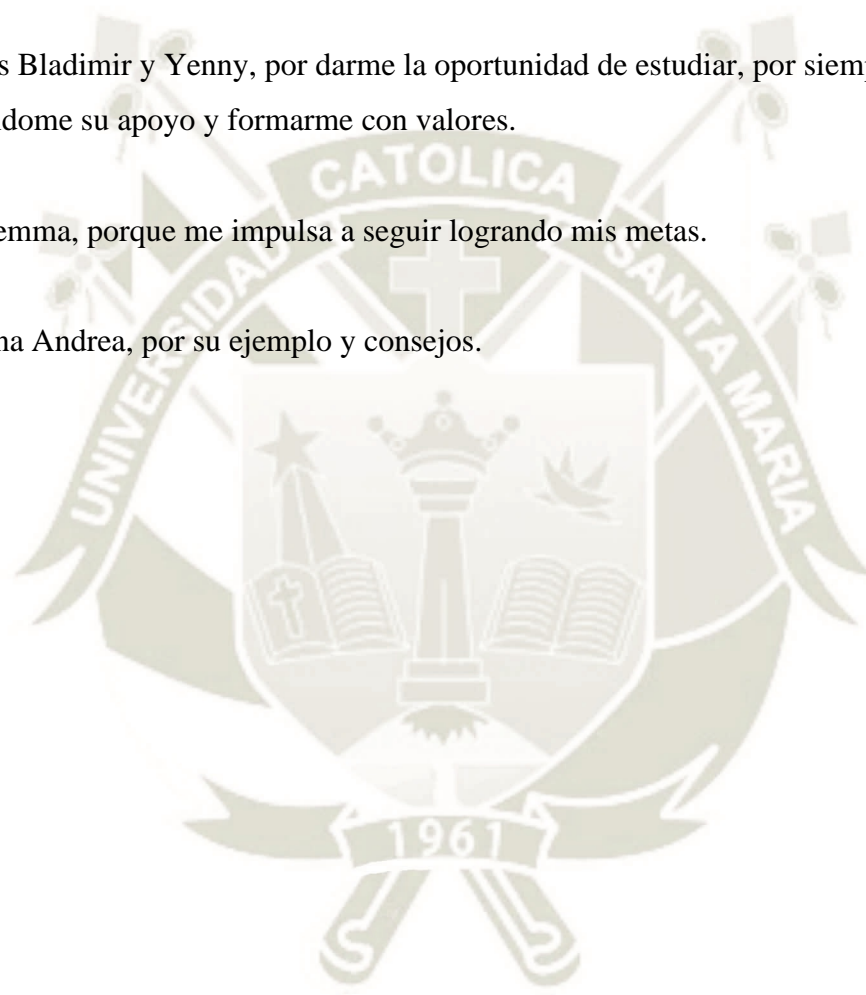 s Bladimir y Yenny, por darme la oportunidad de estudiar, por siem
ndome su apoyo y formarme con valores.
emma, porque me impulsa a seguir logrando mis metas.
na Andrea, por su ejemplo y consejos.
UNIVERSIDAD CATOLICA SANTA MARIA
1961